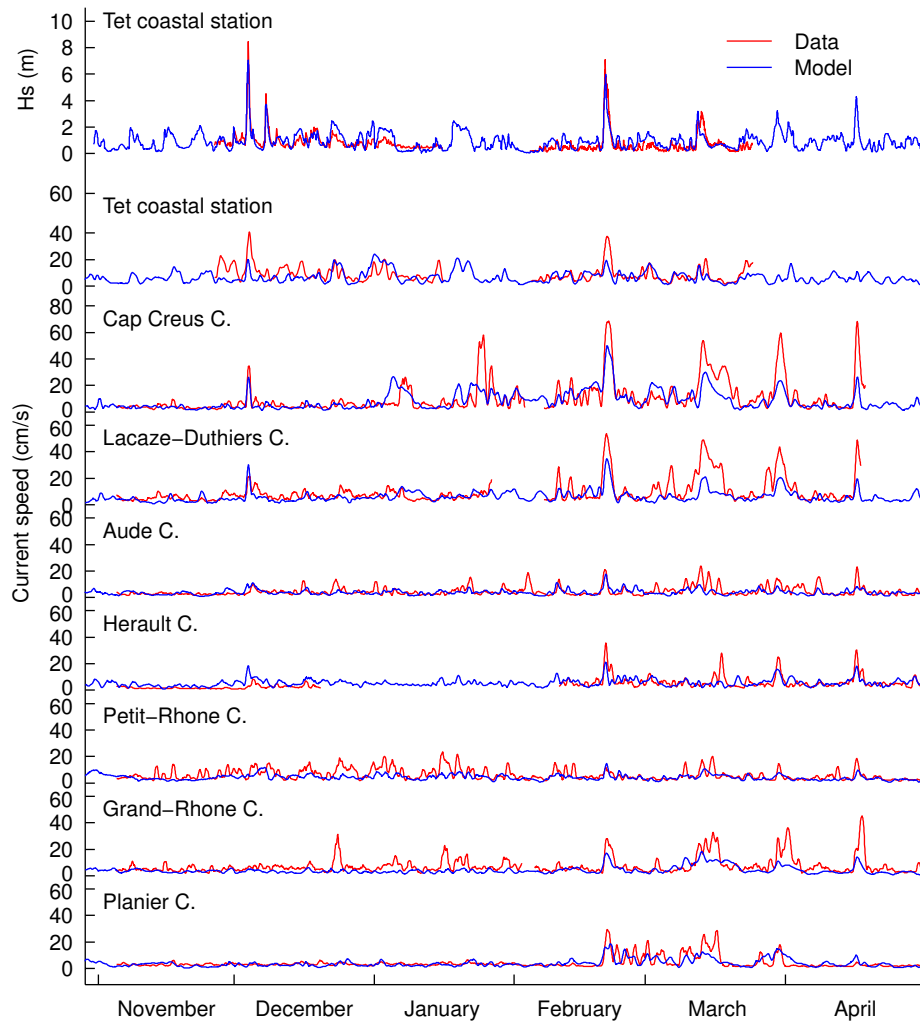 Tet coastal station
Data
Model
Hs (m)
10
8
6
4
2
0
Tet coastal station
60
40
20
0
Cap Creus C.
80
60
40
20
0
Lacaze−Duthiers C.
60
40
20
0
Current speed (cm/s)
Aude C.
60
40
20
0
Herault C.
60
40
20
0
Petit−Rhone C.
60
40
20
0
Grand−Rhone C.
60
40
20
0
Planier C.
60
40
20
0
November December January February March April